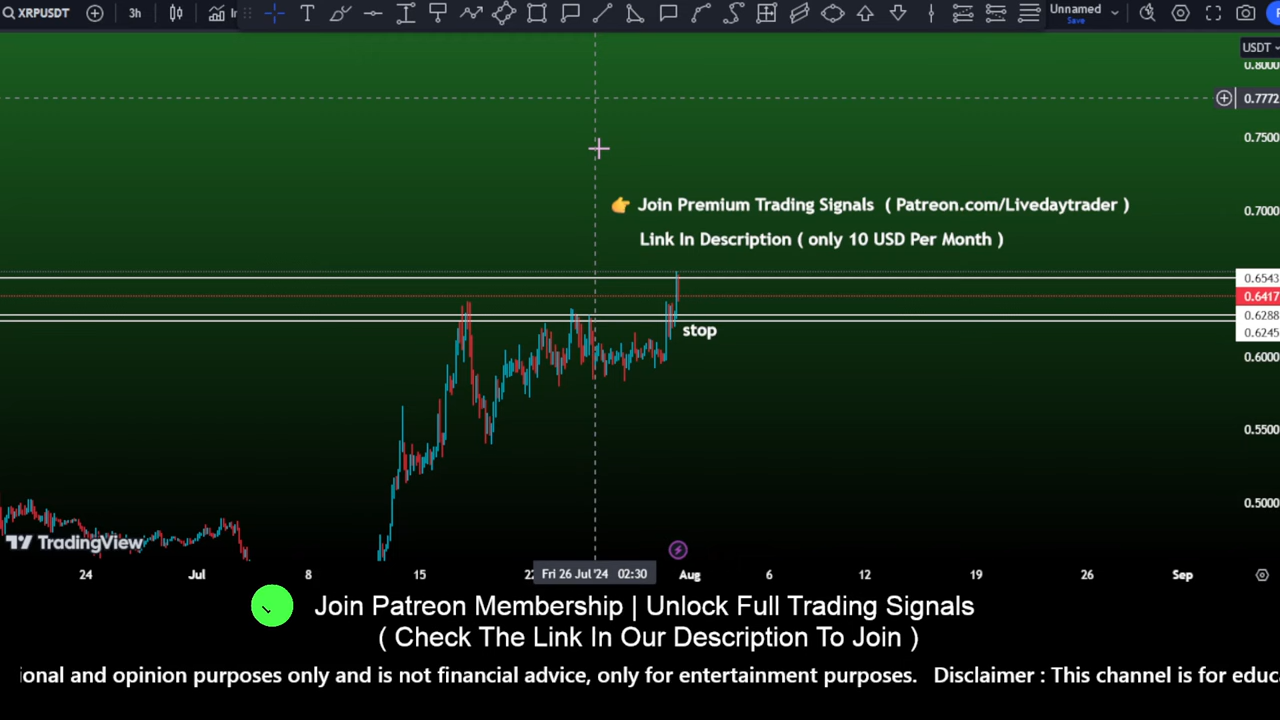 XRPUSDT
3h
Unnamed
Save
USDT
0.8000
0.7772
0.7500
👉 Join Premium Trading Signals ( Patreon.com/Livedaytrader )
0.7000
Link In Description ( only 10 USD Per Month )
0.6543
0.6417
0.6288
stop
0.6245
0.6000
0.5500
0.5000
TradingView
24 Jul 8 15 22 Fri 26 Jul '24 02:30 Aug 6 12 19 26 Sep
Join Patreon Membership | Unlock Full Trading Signals
( Check The Link In Our Description To Join )
ional and opinion purposes only and is not financial advice, only for entertainment purposes. Disclaimer : This channel is for educa